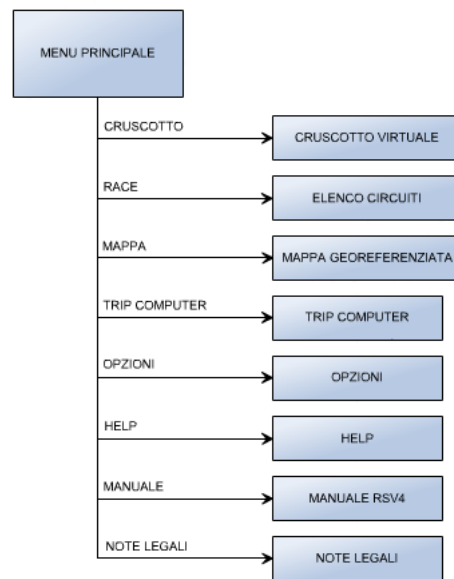 MENU PRINCIPALE
CRUSCOTTO
CRUSCOTTO VIRTUALE
RACE
ELENCO CIRCUITI
MAPPA
MAPPA GEOREFERENZIATA
TRIP COMPUTER
TRIP COMPUTER
OPZIONI
OPZIONI
HELP
HELP
MANUALE
MANUALE RSV4
NOTE LEGALI
NOTE LEGALI